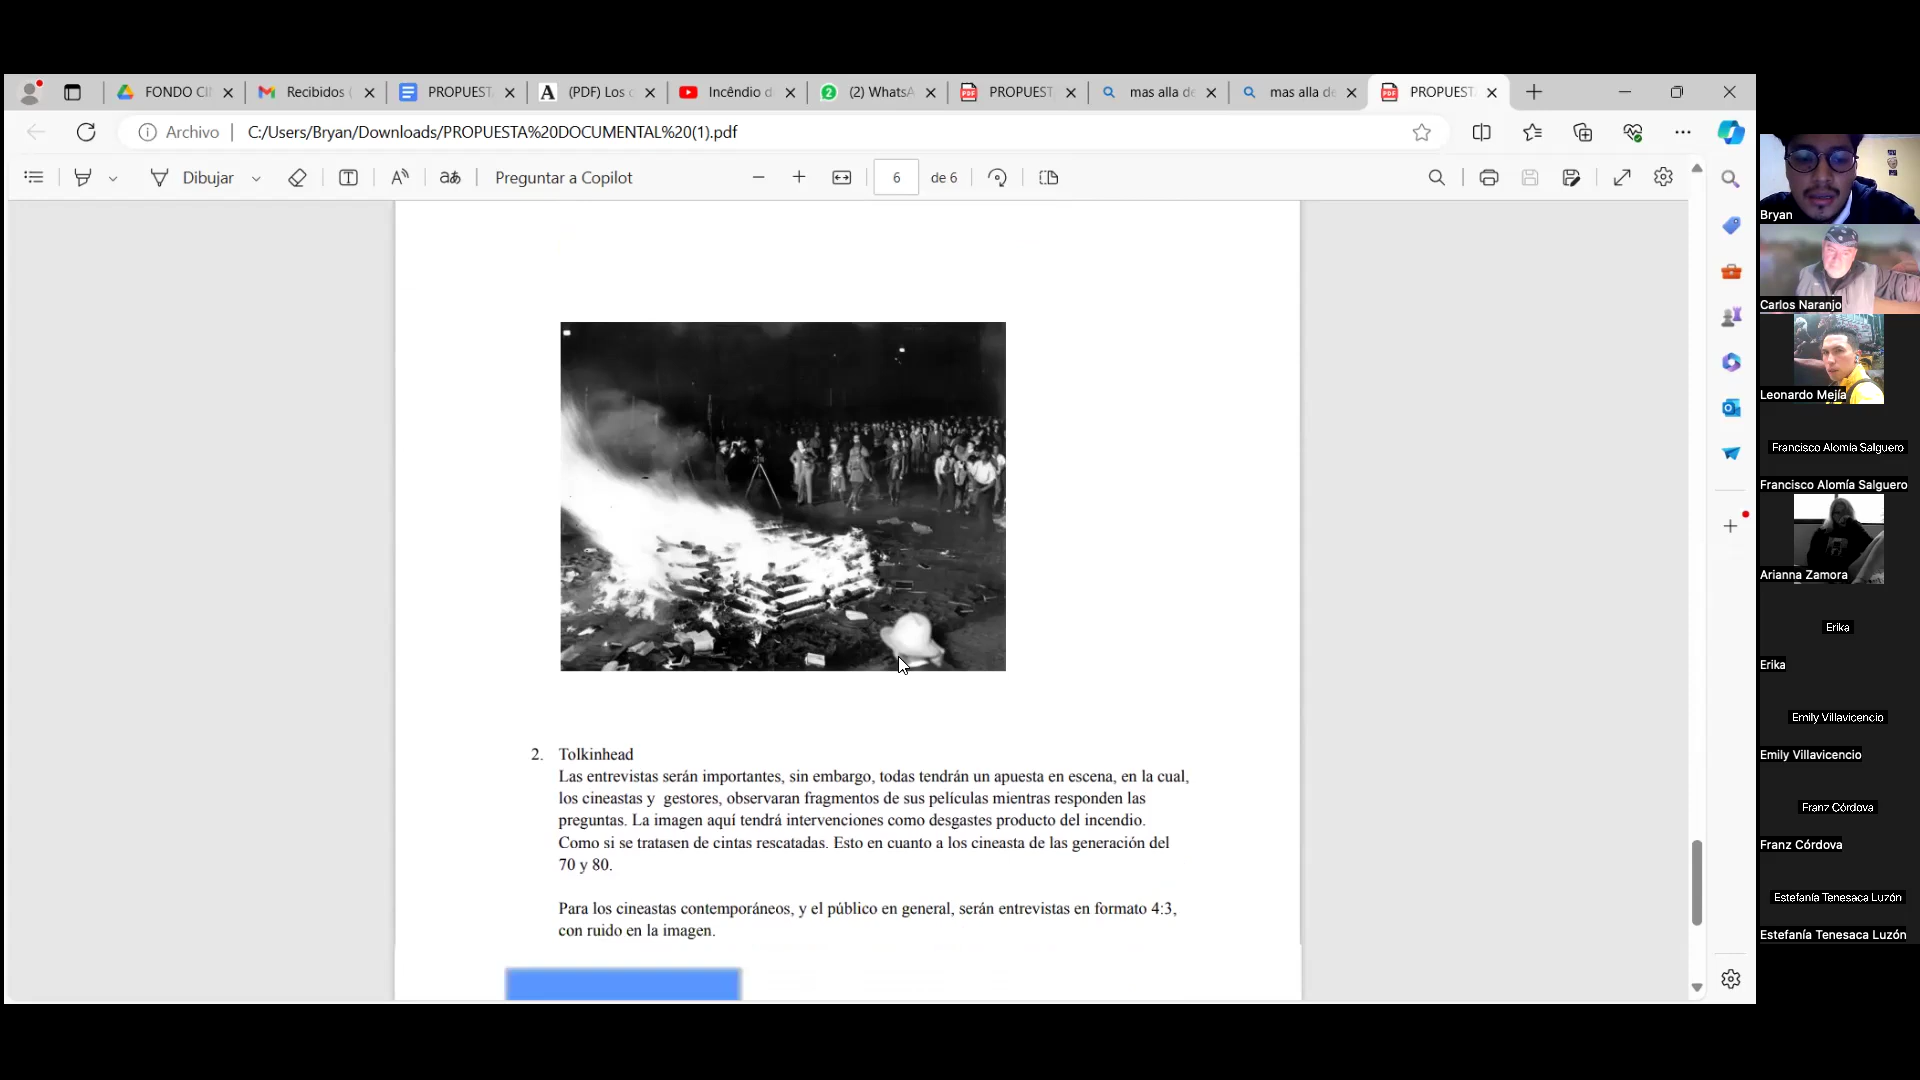 FONDO CI
Recibidos (
PROPUEST
(PDF) Los c
Incêndio d
(2) WhatsA
PROPUEST
mas alla de
mas alla de
PROPUEST
Archivo
C:/Users/Bryan/Downloads/PROPUESTA%20DOCUMENTAL%20(1).pdf
Dibujar
Preguntar a Copilot
6
de 6
2. Tolkinhead
Las entrevistas serán importantes, sin embargo, todas tendrán un apuesta en escena, en la cual,
los cineastas y gestores, observaran fragmentos de sus películas mientras responden las
preguntas. La imagen aquí tendrá intervenciones como desgastes producto del incendio.
Como si se tratasen de cintas rescatadas. Esto en cuanto a los cineasta de las generación del
70 y 80.
Para los cineastas contemporáneos, y el público en general, serán entrevistas en formato 4:3,
con ruido en la imagen.
Bryan
Carlos Naranjo
Leonardo Mejía
Francisco Alomía Salguero
Francisco Alomía Salguero
Arianna Zamora
Erika
Erika
Emily Villavicencio
Emily Villavicencio
Franz Córdova
Franz Córdova
Estefanía Tenesaca Luzón
Estefanía Tenesaca Luzón